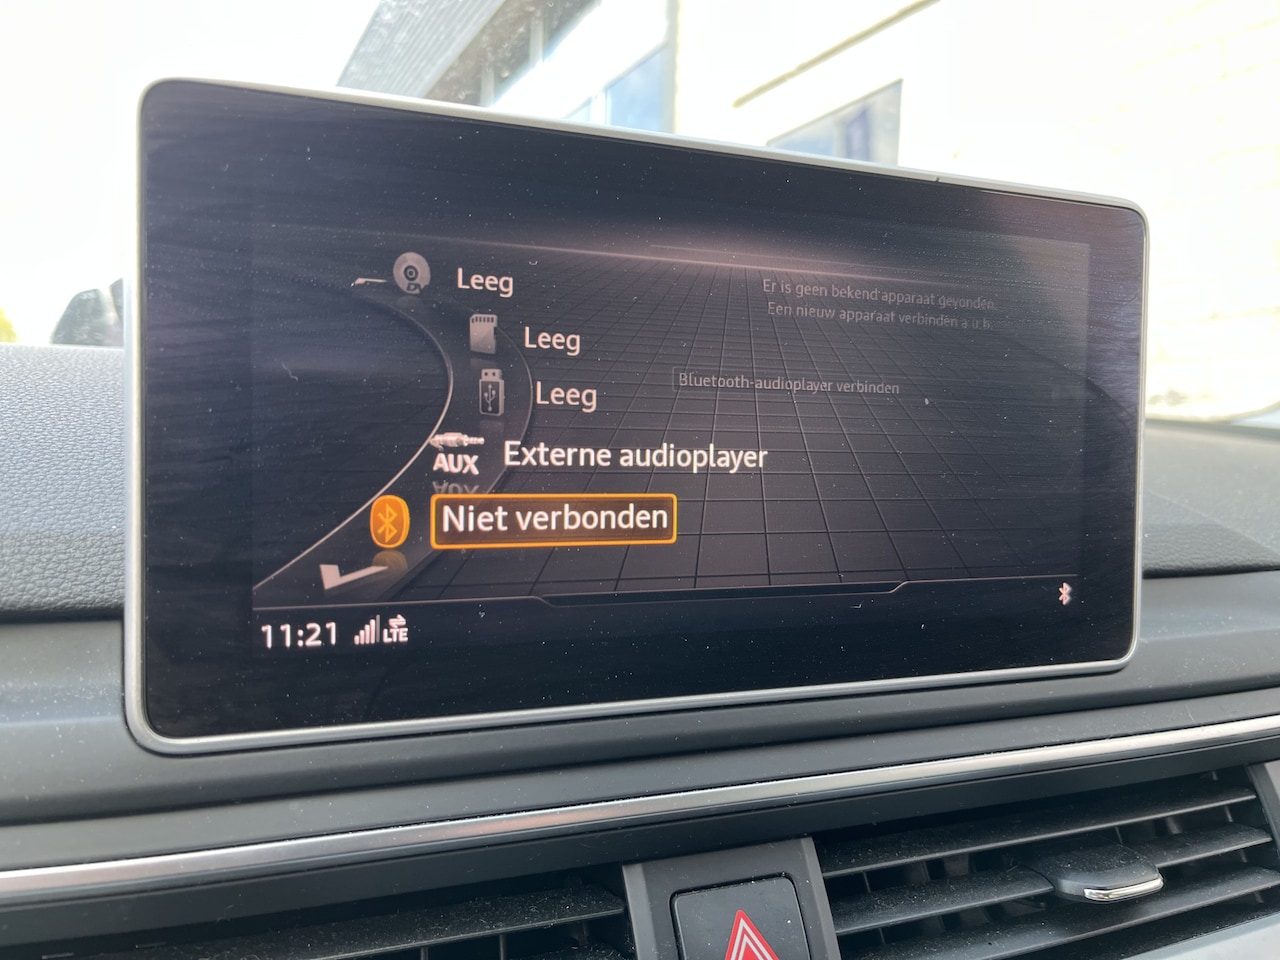 Leeg
Er is geen bekend apparaat gevonden.
Een nieuw apparaat verbinden a.u.b.
Leeg
Leeg
Bluetooth-audioplayer verbinden
AUX
Externe audioplayer
Niet verbonden
11:21 LTE